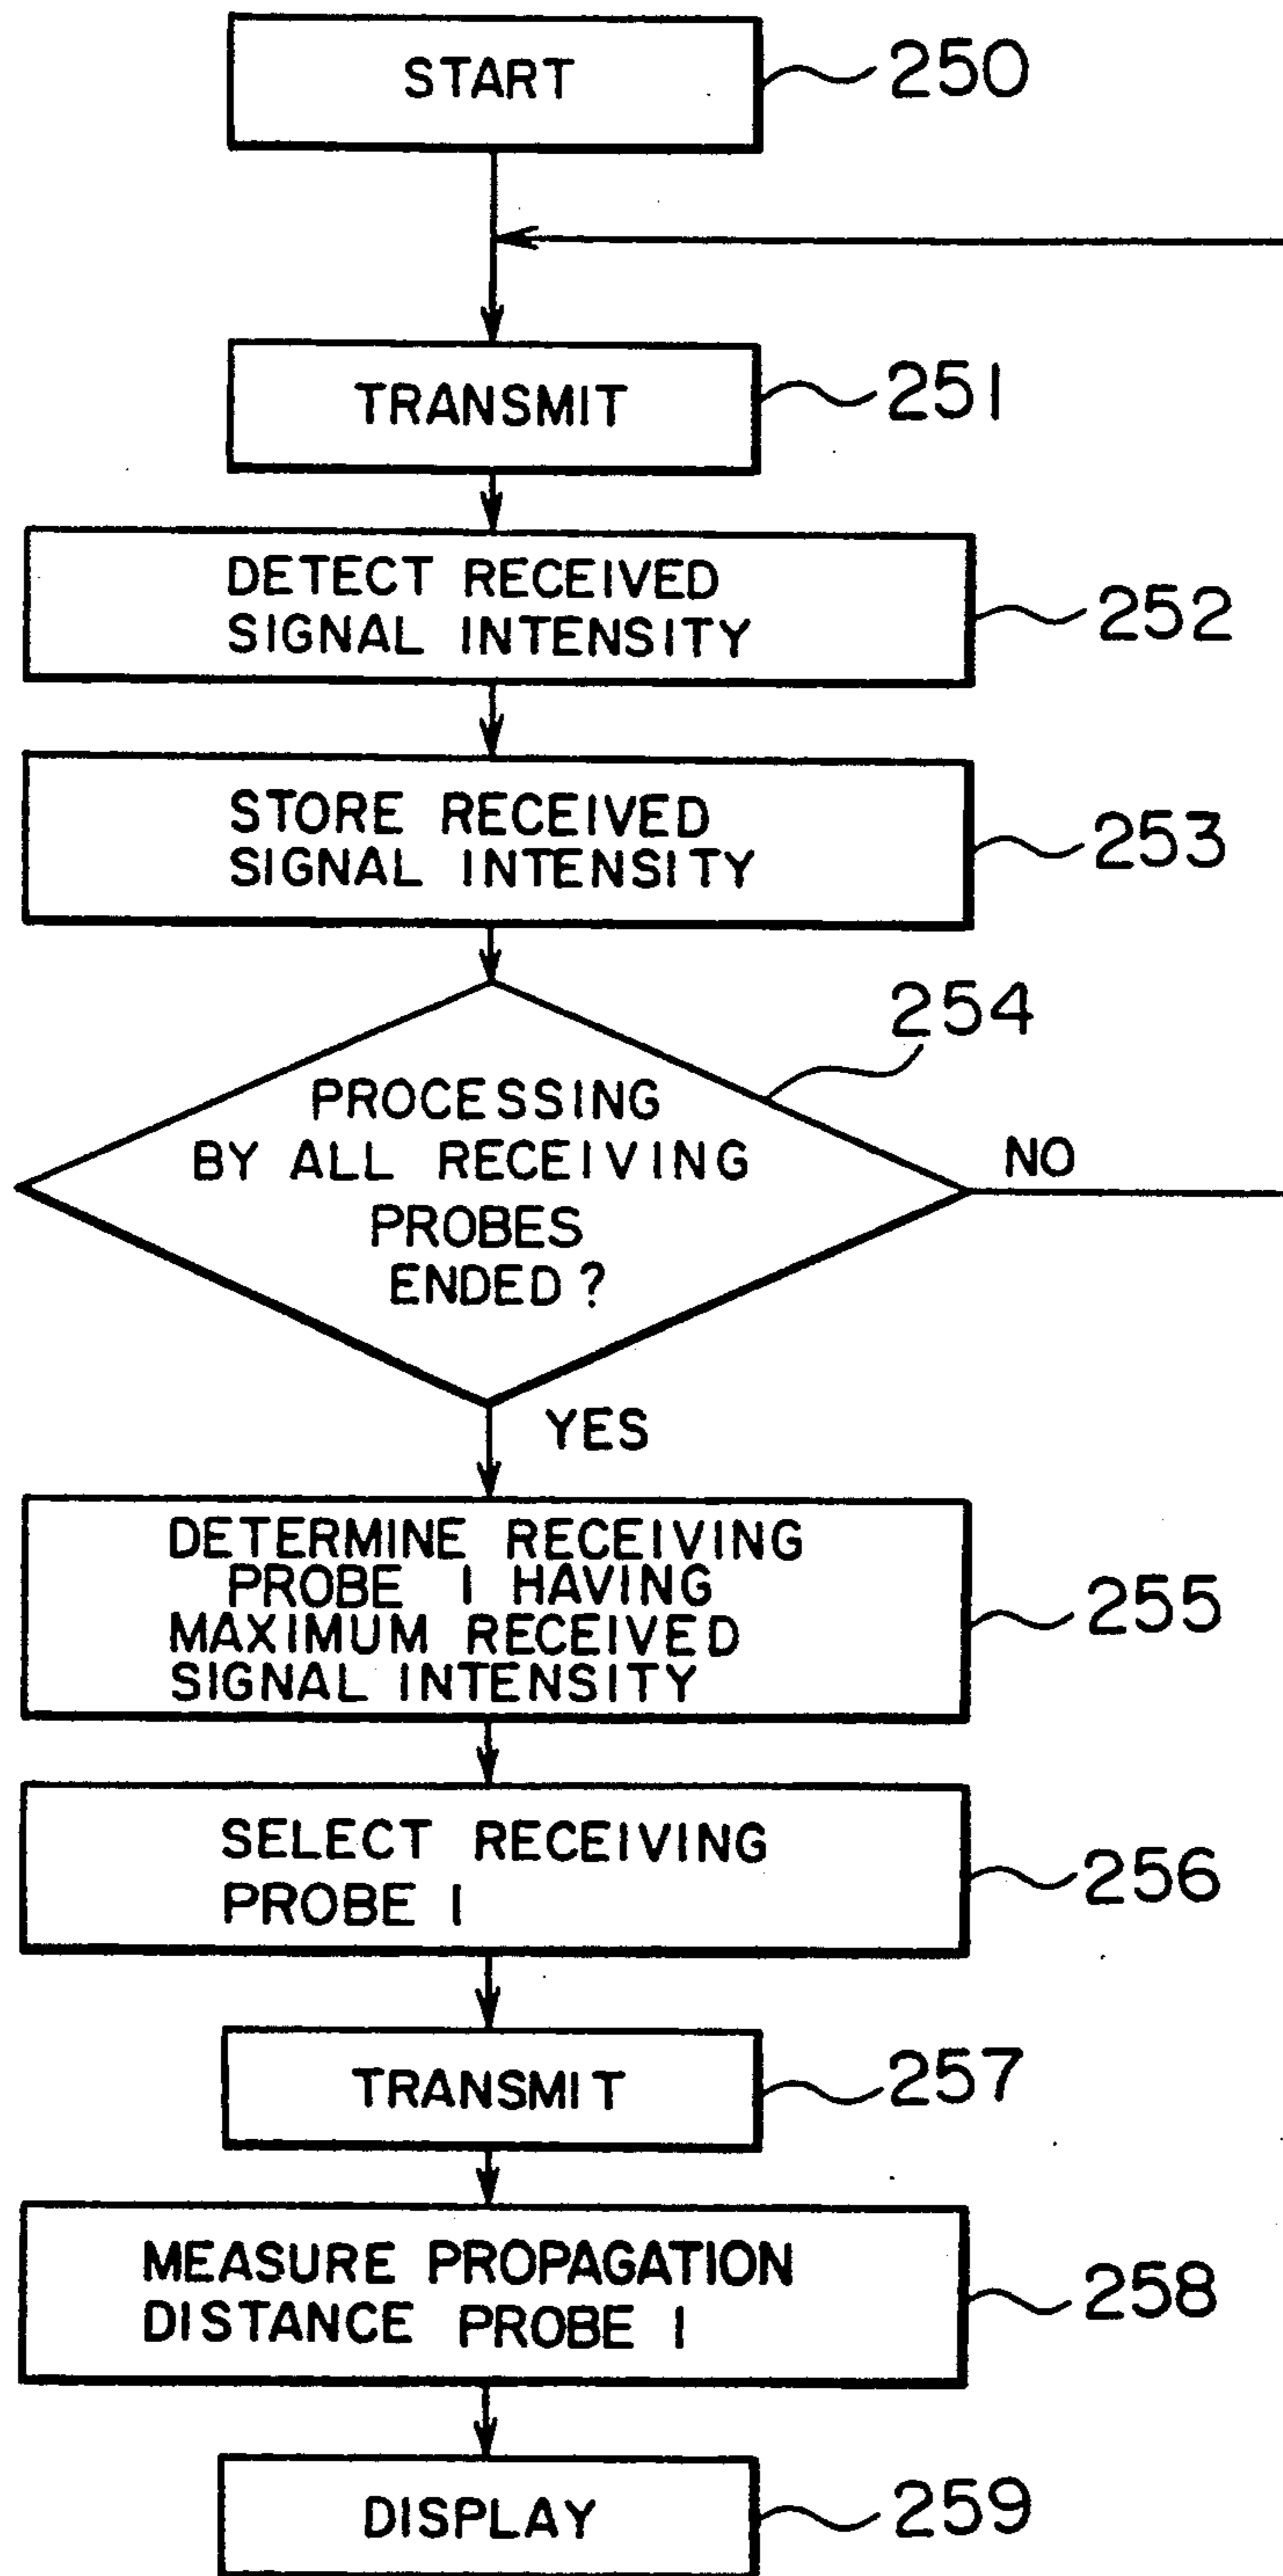 START
250
TRANSMIT
251
DETECT RECEIVED
SIGNAL INTENSITY
252
STORE RECEIVED
SIGNAL INTENSITY
253
254
PROCESSING
BY ALL RECEIVING
PROBES
ENDED ?
NO
YES
DETERMINE RECEIVING
PROBE I HAVING
MAXIMUM RECEIVED
SIGNAL INTENSITY
255
SELECT RECEIVING
PROBE I
256
TRANSMIT
257
MEASURE PROPAGATION
DISTANCE PROBE I
258
DISPLAY
259